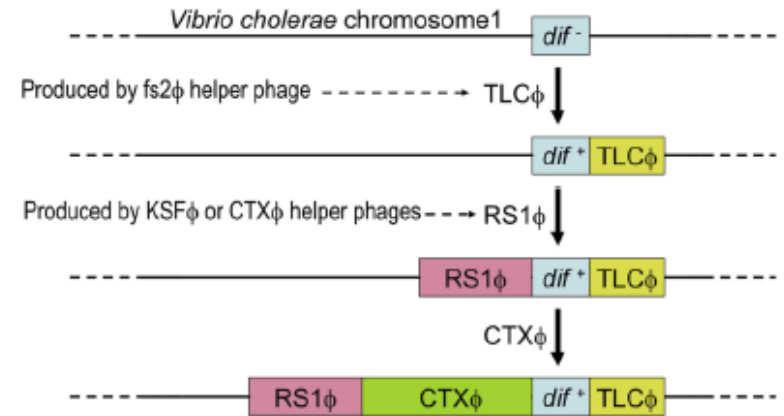 Vibrio cholerae chromosome1
dif -
Produced by fs2ϕ helper phage
TLCϕ
dif + TLCϕ
Produced by KSFϕ or CTXϕ helper phages
RS1ϕ
RS1ϕ dif + TLCϕ
CTXϕ
RS1ϕ CTXϕ dif + TLCϕ